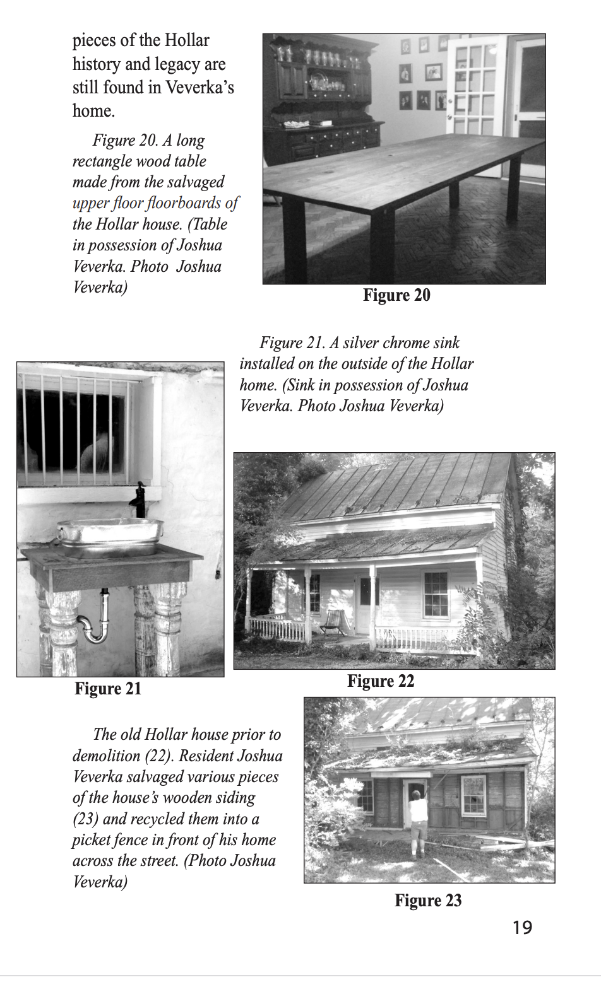 pieces of the Hollar
history and legacy are
still found in Veverka’s
home.
Figure 20. A long
rectangle wood table
made from the salvaged
upper floor floorboards of
the Hollar house. (Table
in possession of Joshua
Veverka. Photo  Joshua
Veverka)
Figure 20
Figure 21. A silver chrome sink
installed on the outside of the Hollar
home. (Sink in possession of Joshua
Veverka. Photo Joshua Veverka)
Figure 21
Figure 22
The old Hollar house prior to
demolition (22). Resident Joshua
Veverka salvaged various pieces
of the house’s wooden siding
(23) and recycled them into a
picket fence in front of his home
across the street. (Photo Joshua
Veverka)
Figure 23
19